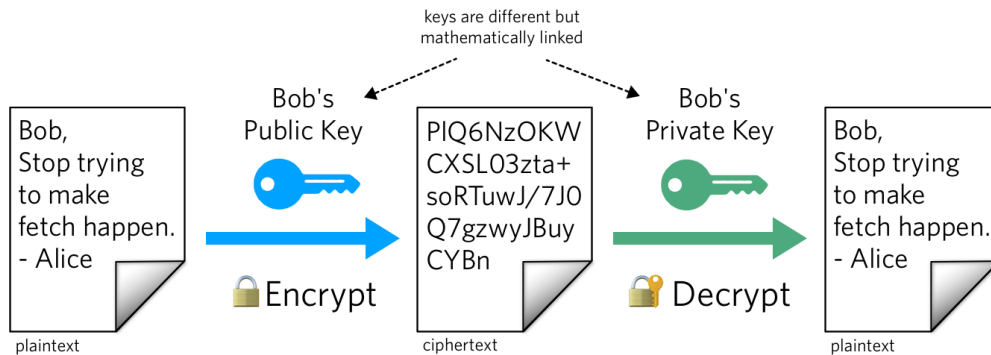 keys are different but
mathematically linked
Bob,
Stop trying
to make
fetch happen.
- Alice
plaintext
Bob's
Public Key
Encrypt
PlQ6NzOKW
CXSL03zta+
soRTuwJ/7J0
Q7gzwyJBuy
CYBn
ciphertext
Bob's
Private Key
Decrypt
Bob,
Stop trying
to make
fetch happen.
- Alice
plaintext